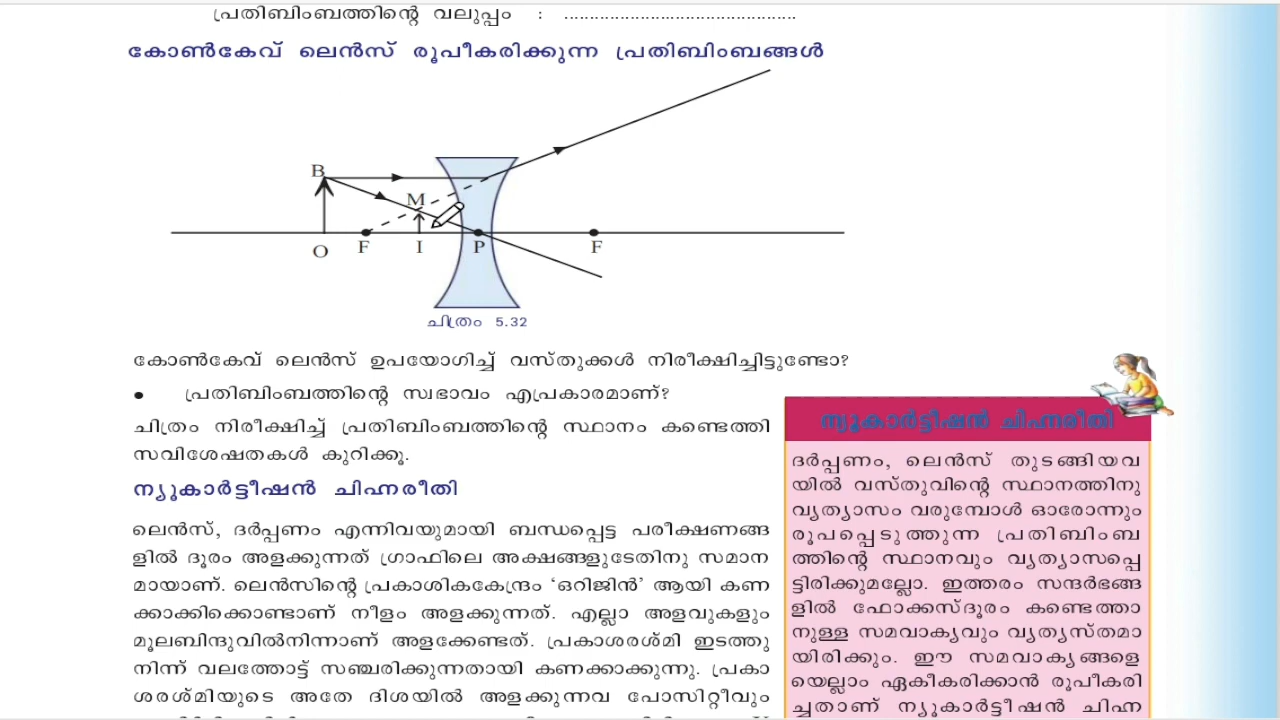 പ്രതിബിംബത്തിന്റെ വലുപ്പം : .............................................
കോൺകേവ് ലെൻസ് രൂപീകരിക്കുന്ന പ്രതിബിംബങ്ങൾ
B
M
O F I P F
ചിത്രം 5.32
കോൺകേവ് ലെൻസ് ഉപയോഗിച്ച് വസ്തുക്കൾ നിരീക്ഷിച്ചിട്ടുണ്ടോ?
● പ്രതിബിംബത്തിന്റെ സ്വഭാവം എപ്രകാരമാണ്?
ചിത്രം നിരീക്ഷിച്ച് പ്രതിബിംബത്തിന്റെ സ്ഥാനം കണ്ടെത്തി
സവിശേഷതകൾ കുറിക്കൂ.
ന്യൂകാർട്ടീഷൻ ചിഹ്നരീതി
ലെൻസ്, ദർപ്പണം എന്നിവയുമായി ബന്ധപ്പെട്ട പരീക്ഷണങ്ങ
ളിൽ ദൂരം അളക്കുന്നത് ഗ്രാഫിലെ അക്ഷങ്ങളുടേതിനു സമാന
മായാണ്. ലെൻസിന്റെ പ്രകാശികകേന്ദ്രം ‘ഒറിജിൻ’ ആയി കണ
ക്കാക്കിക്കൊണ്ടാണ് നീളം അളക്കുന്നത്. എല്ലാ അളവുകളും
മൂലബിന്ദുവിൽനിന്നാണ് അളക്കേണ്ടത്. പ്രകാശരശ്മി ഇടത്തു
നിന്ന് വലത്തോട്ട് സഞ്ചരിക്കുന്നതായി കണക്കാക്കുന്നു. പ്രകാ
ശരശ്മിയുടെ അതേ ദിശയിൽ അളക്കുന്നവ പോസിറ്റീവും
ന്യൂകാർട്ടീഷൻ ചിഹ്നരീതി
ദർപ്പണം, ലെൻസ് തുടങ്ങിയവ
യിൽ വസ്തുവിന്റെ സ്ഥാനത്തിനു
വ്യത്യാസം വരുമ്പോൾ ഓരോന്നും
രൂപപ്പെടുത്തുന്ന പ്രതിബിംബ
ത്തിന്റെ സ്ഥാനവും വ്യത്യാസപ്പെ
ട്ടിരിക്കുമല്ലോ. ഇത്തരം സന്ദർഭങ്ങ
ളിൽ ഫോക്കസ്ദൂരം കണ്ടെത്താ
നുള്ള സമവാക്യവും വ്യത്യസ്തമാ
യിരിക്കും. ഈ സമവാക്യങ്ങളെ
യെല്ലാം ഏകീകരിക്കാൻ രൂപീകരി
ച്ചതാണ് ന്യൂകാർട്ടീഷൻ ചിഹ്ന